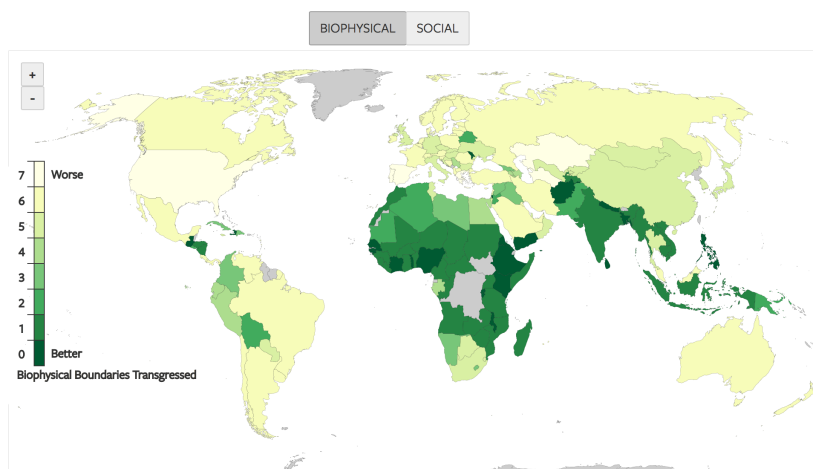 BIOPHYSICAL SOCIAL
+
-
7 Worse
6
5
4
3
2
1
0 Better
Biophysical Boundaries Transgressed